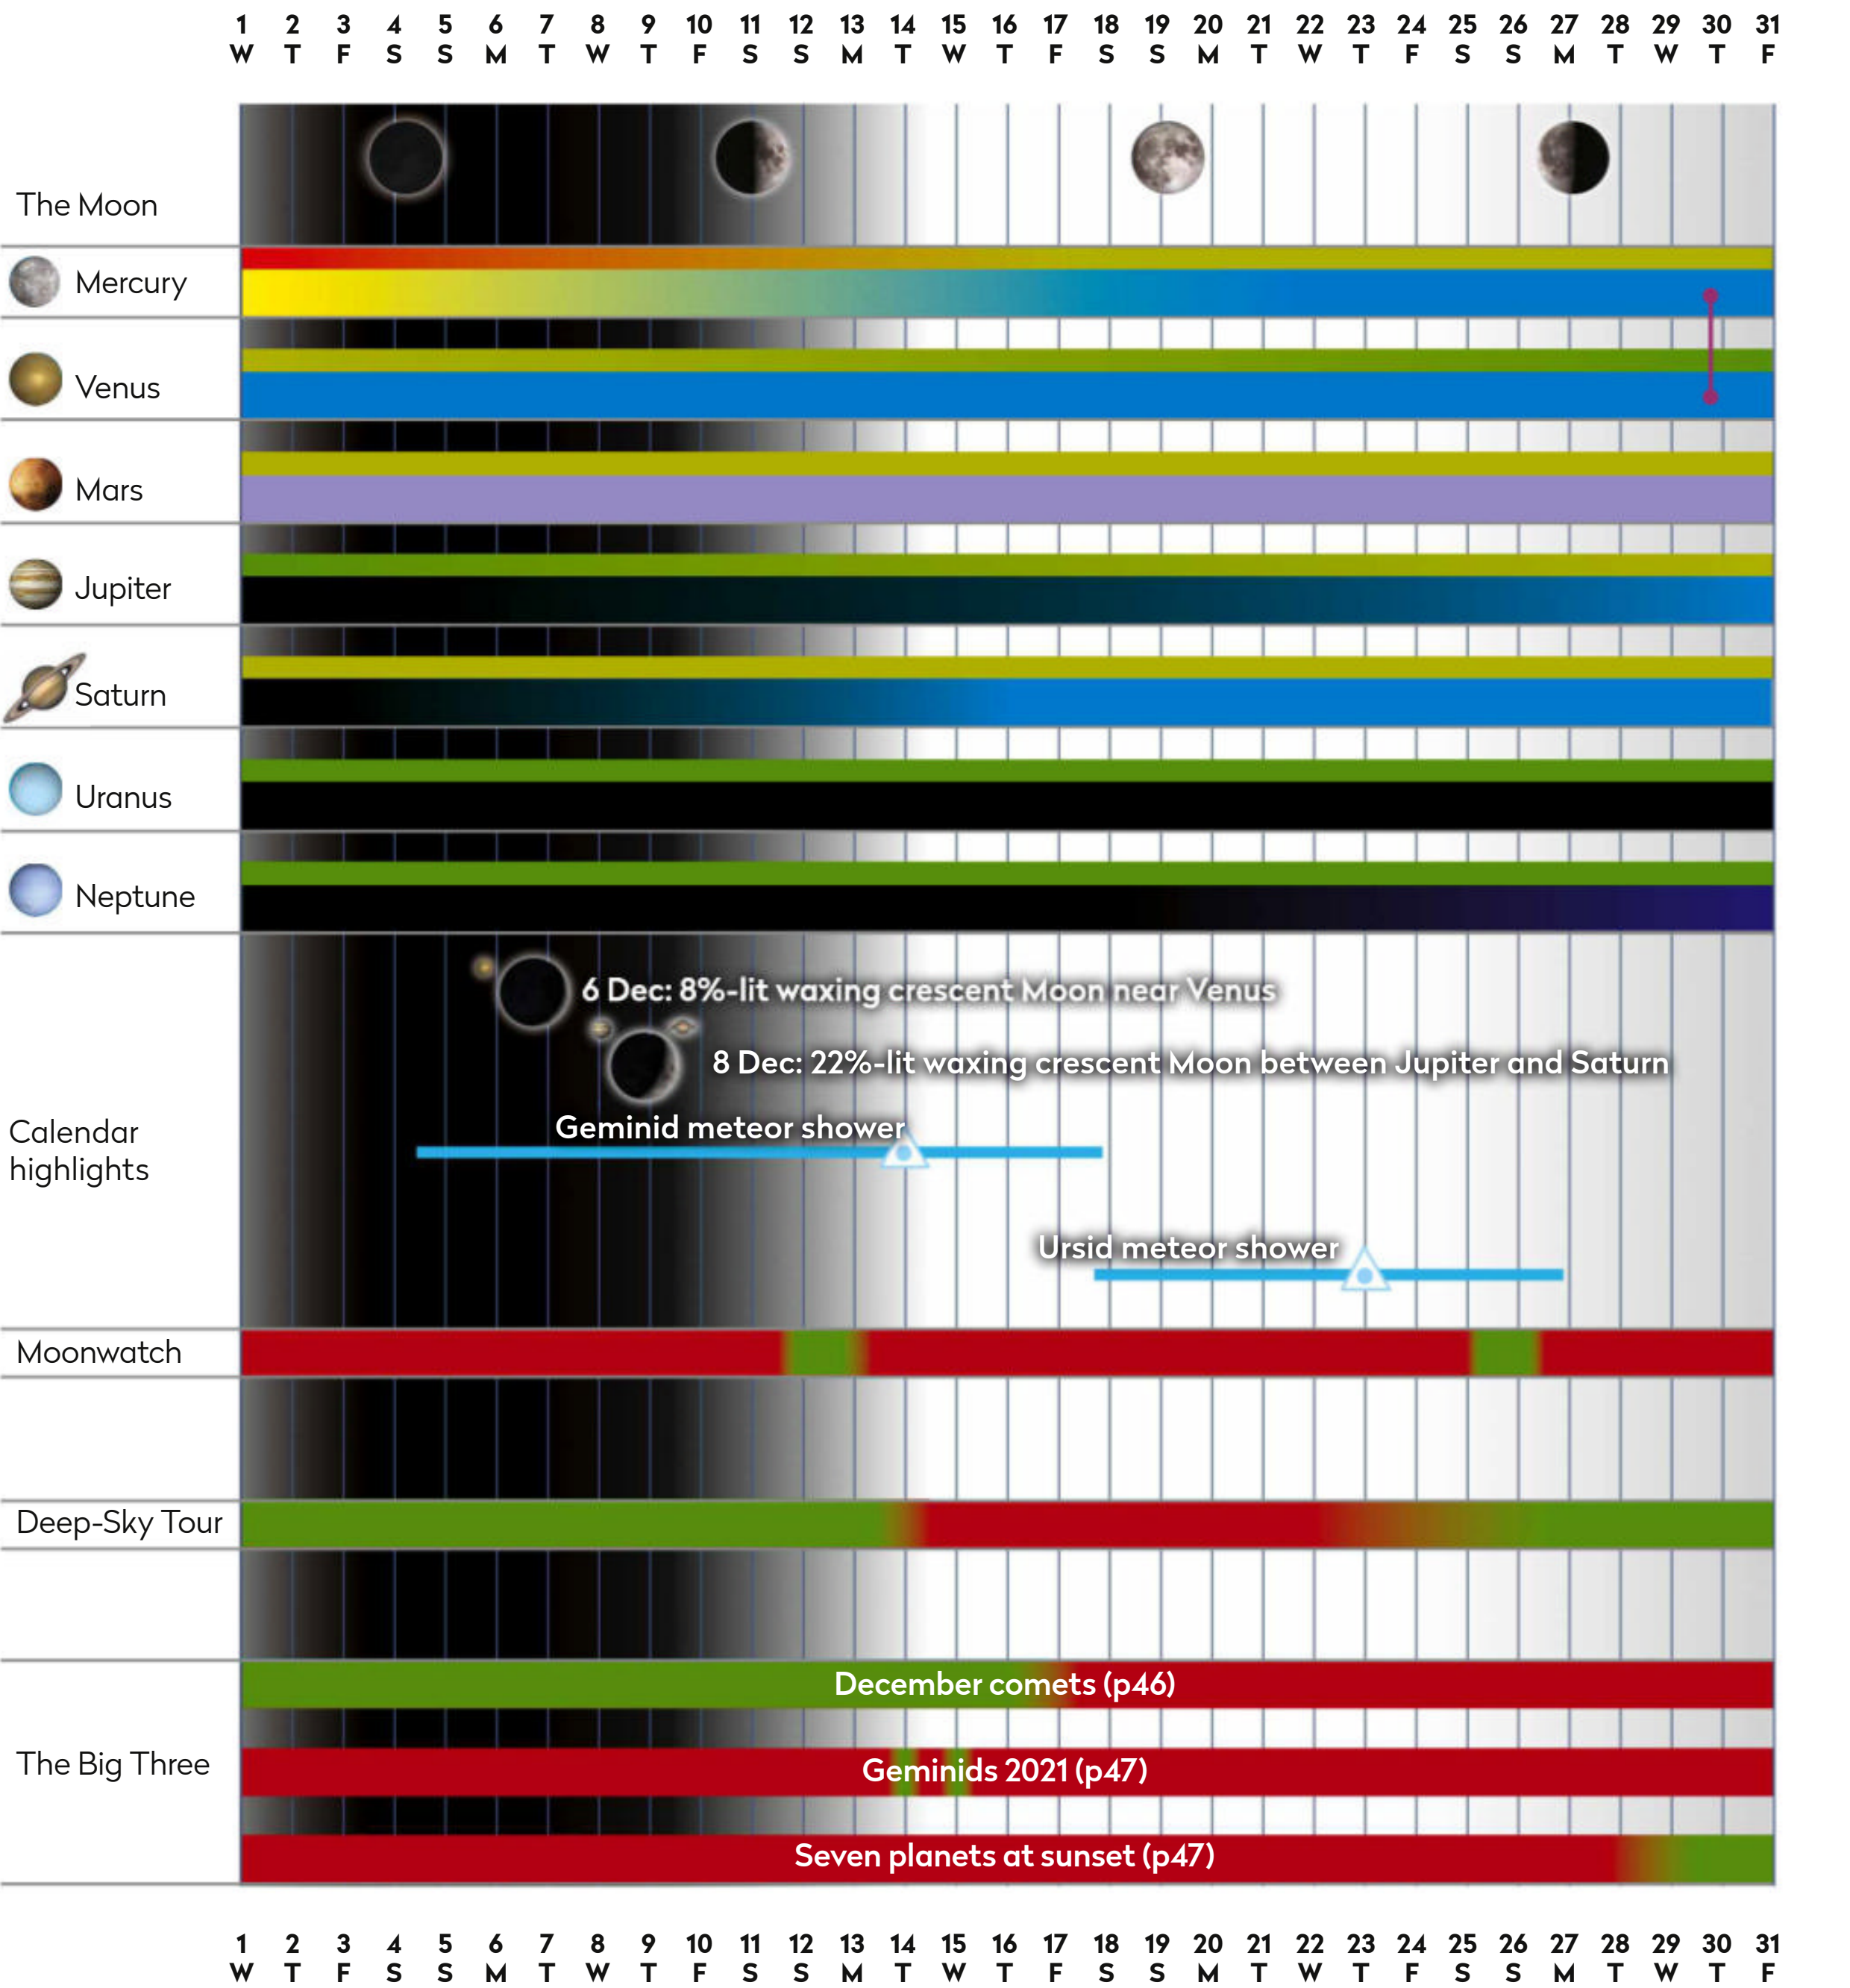 1 2 3 4 5 6 7 8 9 10 11 12 13 14 15 16 17 18 19 20 21 22 23 24 25 26 27 28 29 30 31
W T F S S M T W T F S S M T W T F S S M T W T F S S M T W T F
The Moon
Mercury
Venus
Mars
Jupiter
Saturn
Uranus
Neptune
6 Dec: 8%-lit waxing crescent Moon near Venus
8 Dec: 22%-lit waxing crescent Moon between Jupiter and Saturn
Calendar
highlights
Geminid meteor shower
Ursid meteor shower
Moonwatch
Deep-Sky Tour
December comets (p46)
The Big Three
Geminids 2021 (p47)
Seven planets at sunset (p47)
1 2 3 4 5 6 7 8 9 10 11 12 13 14 15 16 17 18 19 20 21 22 23 24 25 26 27 28 29 30 31
W T F S S M T W T F S S M T W T F S S M T W T F S S M T W T F